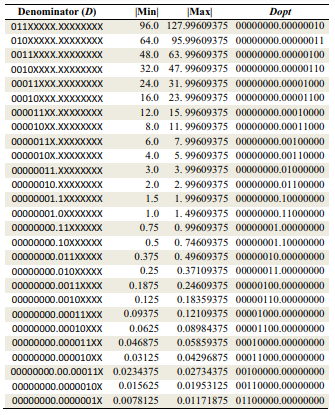 Denominator (D) |Min| |Max| Dopt
011XXXXX.XXXXXXXX 96.0 127.99609375 00000000.00000010
010XXXXX.XXXXXXXX 64.0 95.99609375 00000000.00000011
0011XXXX.XXXXXXXX 48.0 63. 99609375 00000000.00000100
0010XXXX.XXXXXXXX 32.0 47. 99609375 00000000.00000110
00011XXX.XXXXXXXX 24.0 31. 99609375 00000000.00001000
00010XXX.XXXXXXXX 16.0 23. 99609375 00000000.00001100
000011XX.XXXXXXXX 12.0 15. 99609375 00000000.00010000
000010XX.XXXXXXXX 8.0 11. 99609375 00000000.00011000
0000011X.XXXXXXXX 6.0 7. 99609375 00000000.00100000
0000010X.XXXXXXXX 4.0 5. 99609375 00000000.00110000
00000011.XXXXXXXX 3.0 3. 99609375 00000000.01000000
00000010.XXXXXXXX 2.0 2. 99609375 00000000.01100000
00000001.1XXXXXXX 1.5 1. 99609375 00000000.10000000
00000001.0XXXXXXX 1.0 1. 49609375 00000000.11000000
00000000.11XXXXXX 0.75 0. 99609375 00000001.00000000
00000000.10XXXXXX 0.5 0. 74609375 00000001.10000000
00000000.011XXXXX 0.375 0. 49609375 00000010.00000000
00000000.010XXXXX 0.25 0.37109375 00000011.00000000
00000000.0011XXXX 0.1875 0.24609375 00000100.00000000
00000000.0010XXXX 0.125 0.18359375 00000110.00000000
00000000.00011XXX 0.09375 0.12109375 00001000.00000000
00000000.00010XXX 0.0625 0.08984375 00001100.00000000
00000000.000011XX 0.046875 0.05859375 00010000.00000000
00000000.000010XX 0.03125 0.04296875 00011000.00000000
00000000.00.00011X 0.0234375 0.02734375 00100000.00000000
00000000.0000010X 0.015625 0.01953125 00110000.00000000
00000000.0000001X 0.0078125 0.01171875 01100000.00000000